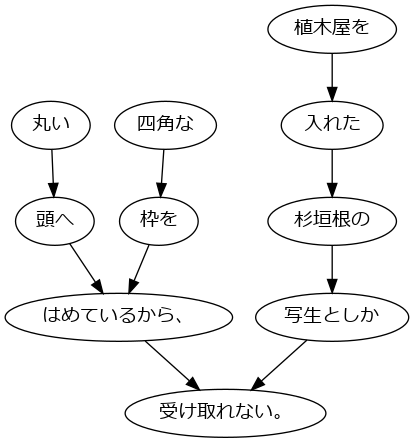 植木屋を
丸い
四角な
入れた
頭へ
枠を
杉垣根の
はめているから、
写生としか
受け取れない。